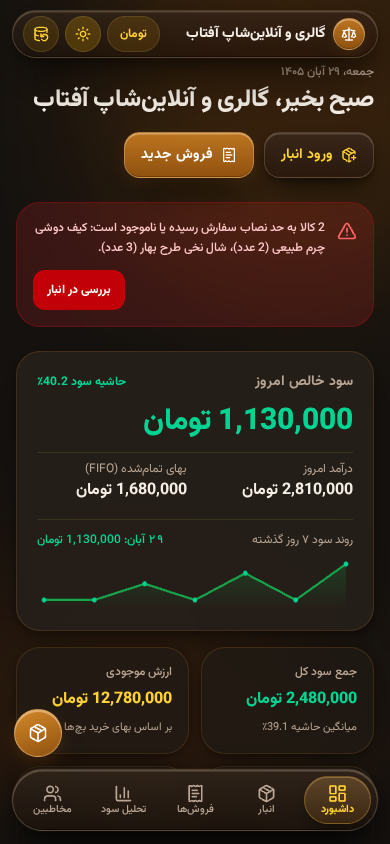 گالری و آنلاین‌شاپ آفتاب
تومان
جمعه، ۲۹ آبان ۱۴۰۵
صبح بخیر، گالری و آنلاین‌شاپ آفتاب
ورود انبار
فروش جدید
2 کالا به حد نصاب سفارش رسیده یا ناموجود است: کیف دوشی
چرم طبیعی (2 عدد)، شال نخی طرح بهار (3 عدد).
بررسی در انبار
سود خالص امروز
حاشیه سود 40.2٪
1,130,000 تومان
درآمد امروز
بهای تمام‌شده (FIFO)
2,810,000 تومان
1,680,000 تومان
روند سود ۷ روز گذشته
۲۹ آبان: 1,130,000 تومان
جمع سود کل
ارزش موجودی
2,480,000 تومان
12,780,000 تومان
میانگین حاشیه 39.1٪
بر اساس بهای خرید بچ‌ها
داشبورد
انبار
فروش‌ها
تحلیل سود
مخاطبین